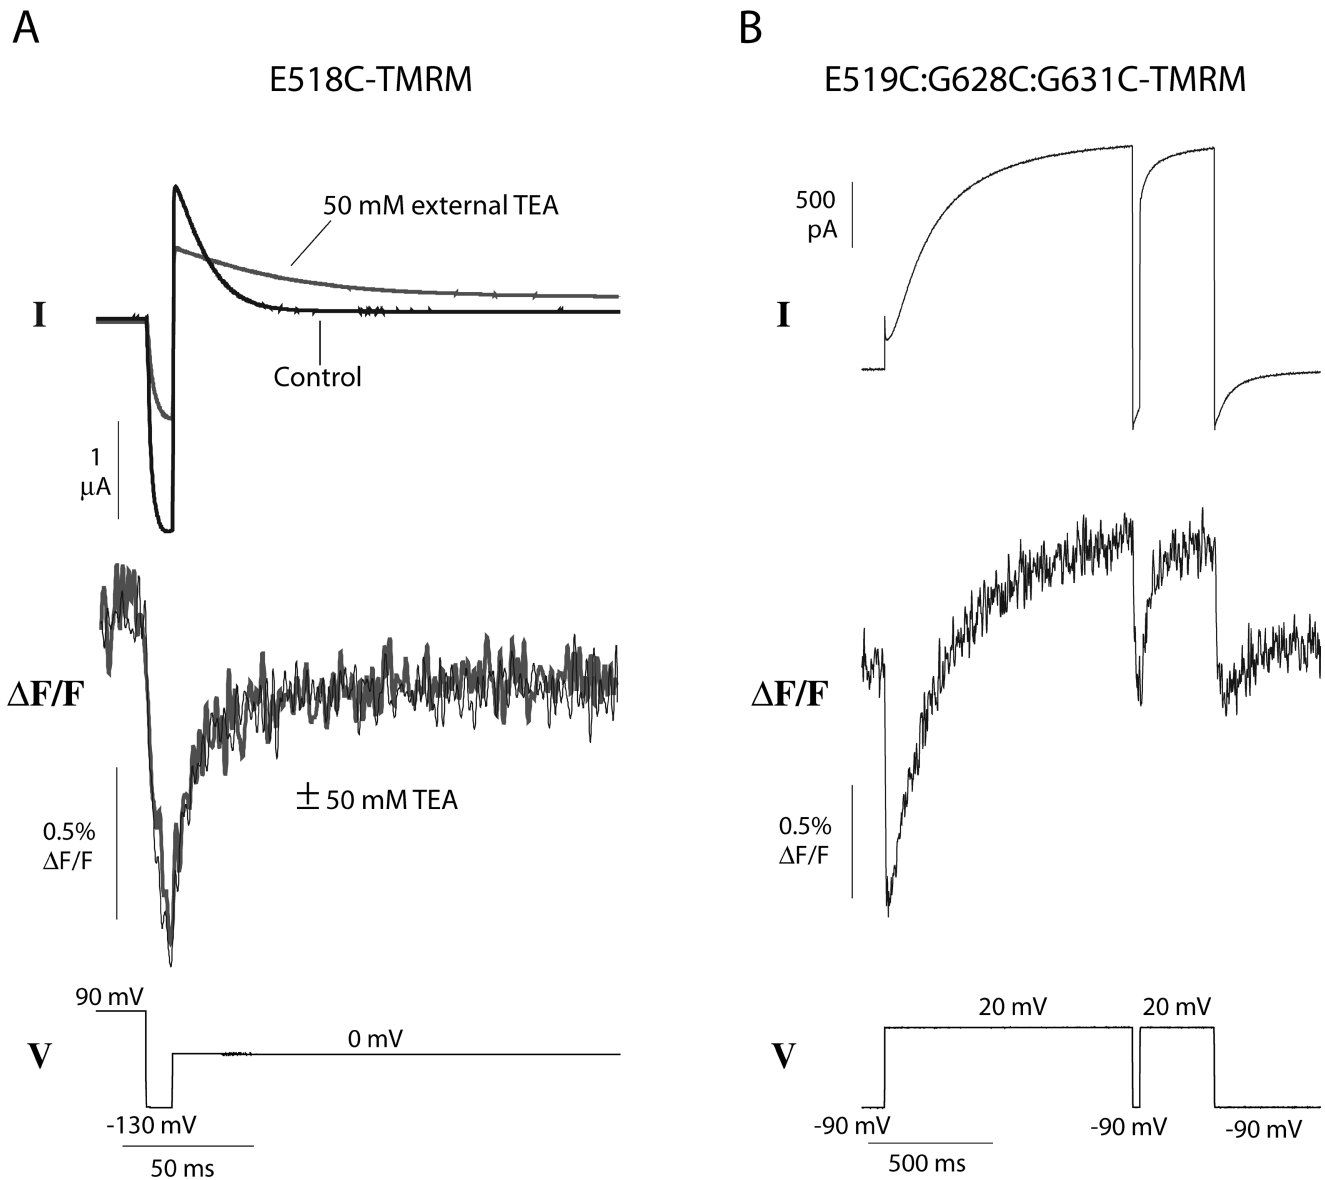 A
E518C-TMRM
50 mM external TEA
I
Control
1
μA
ΔF/F
± 50 mM TEA
0.5%
ΔF/F
90 mV
0 mV
V
-130 mV
50 ms
B
E519C:G628C:G631C-TMRM
500
pA
I
ΔF/F
0.5%
ΔF/F
20 mV
20 mV
V
-90 mV
-90 mV
-90 mV
500 ms